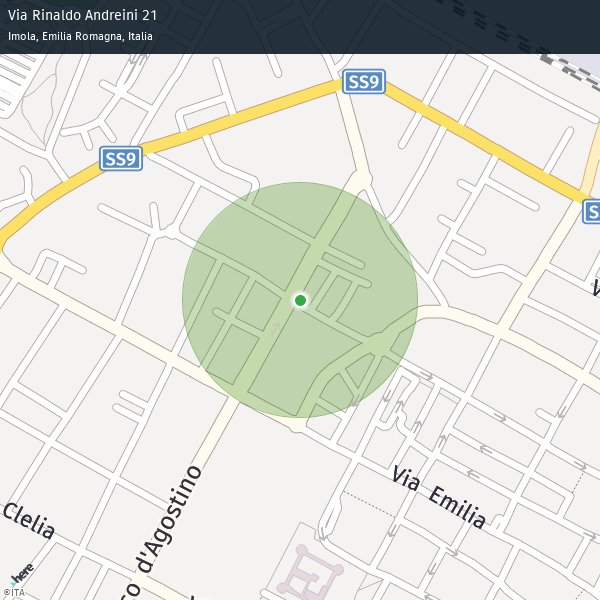 Via Rinaldo Andreini 21
Imola, Emilia Romagna, Italia
SS9
SS9
Via Emilia
Clelia
d'Agostino
here
©ITA